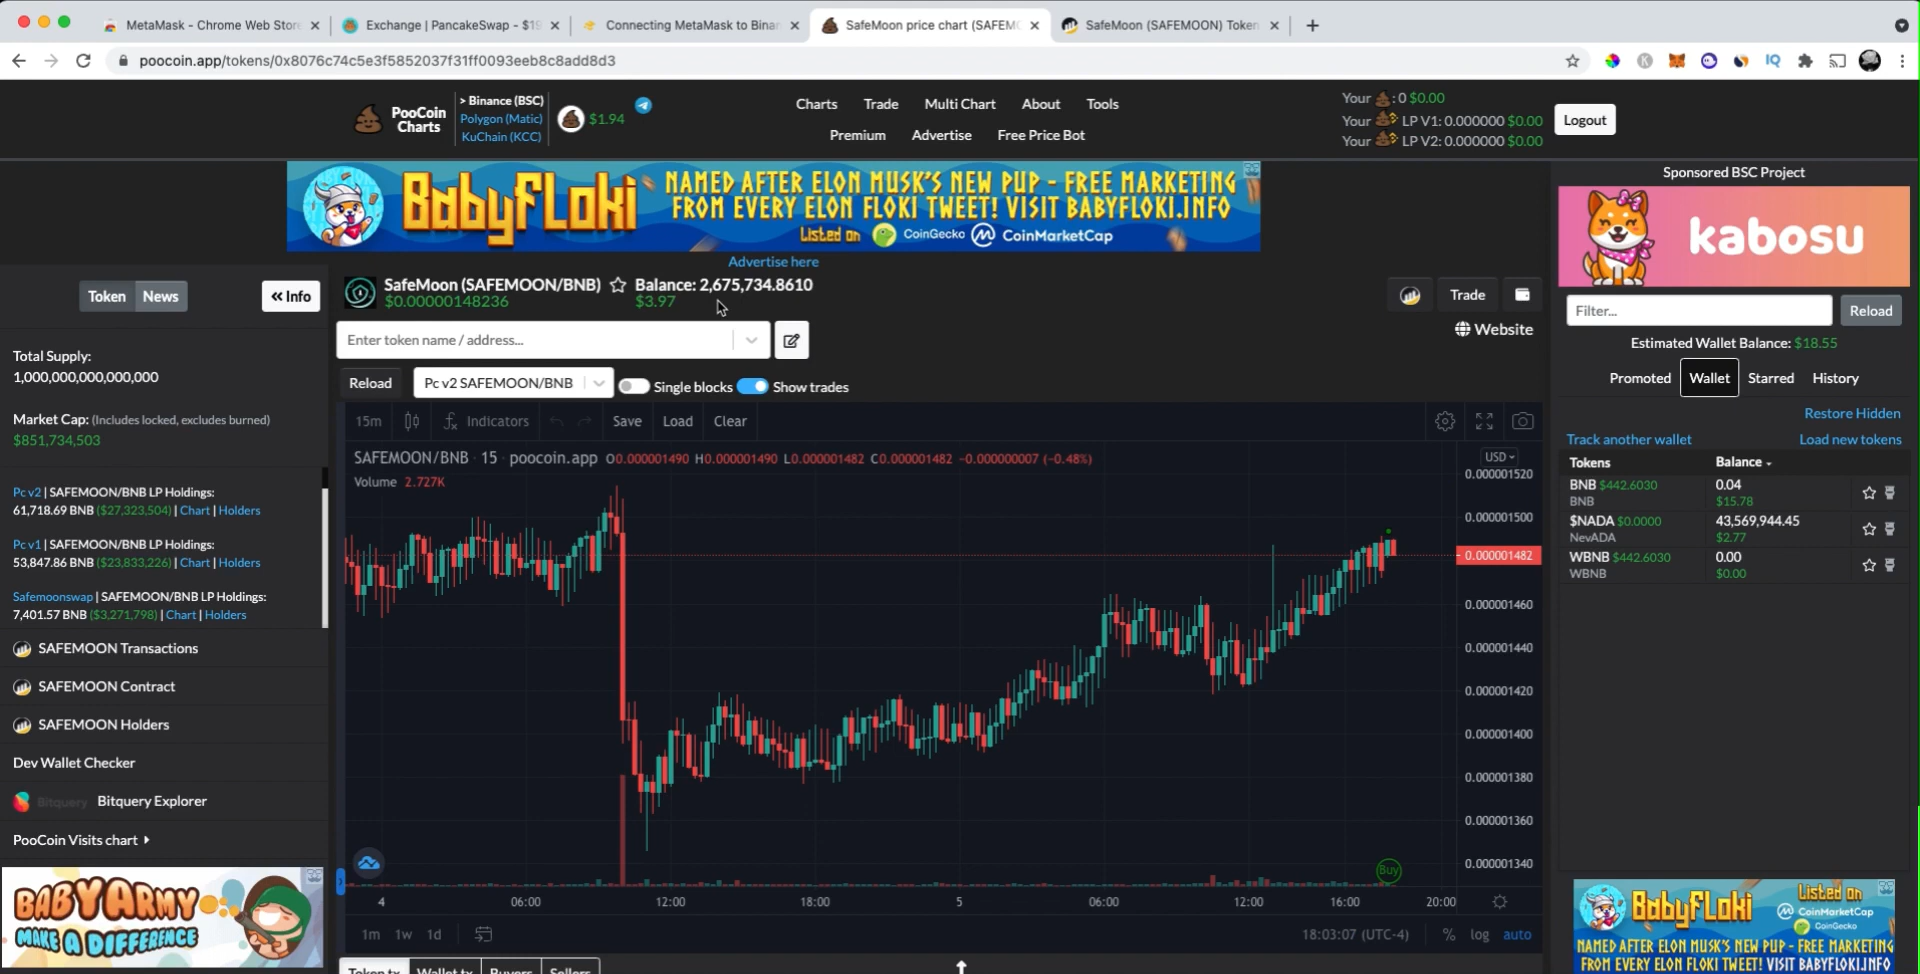 MetaMask - Chrome Web Store
Exchange | PancakeSwap - $19
Connecting MetaMask to Binan
SafeMoon price chart (SAFEMO
SafeMoon (SAFEMOON) Token
poocoin.app/tokens/0x8076c74c5e3f5852037f31ff0093eeb8c8add8d3
PooCoin
Charts
> Binance (BSC)
Polygon (Matic)
KuChain (KCC)
$1.94
Charts Trade Multi Chart About Tools
Premium Advertise Free Price Bot
Your : 0 $0.00
Your LP V1: 0.000000 $0.00
Your LP V2: 0.000000 $0.00
Logout
BabyFloki
NAMED AFTER ELON MUSK'S NEW PUP - FREE MARKETING
FROM EVERY ELON FLOKI TWEET! VISIT BABYFLOKI.INFO
Listed on CoinGecko CoinMarketCap
Advertise here
Sponsored BSC Project
kabosu
Token News « Info
Total Supply:
1,000,000,000,000,000
Market Cap: (Includes locked, excludes burned)
$851,734,503
Pc v2 | SAFEMOON/BNB LP Holdings:
61,718.69 BNB ($27,323,504) | Chart | Holders
Pc v1 | SAFEMOON/BNB LP Holdings:
53,847.86 BNB ($23,833,226) | Chart | Holders
Safemoonswap | SAFEMOON/BNB LP Holdings:
7,401.57 BNB ($3,271,798) | Chart | Holders
SAFEMOON Transactions
SAFEMOON Contract
SAFEMOON Holders
Dev Wallet Checker
Bitquery Bitquery Explorer
PooCoin Visits chart
BABY ARMY
MAKE A DIFFERENCE
SafeMoon (SAFEMOON/BNB) Balance: 2,675,734.8610
$0.00000148236 $3.97
Trade
Website
Enter token name / address...
Reload Pc v2 SAFEMOON/BNB Single blocks Show trades
15m Indicators Save Load Clear
SAFEMOON/BNB · 15 · poocoin.app O0.000001490 H0.000001490 L0.000001482 C0.000001482 -0.000000007 (-0.48%)
Volume 2.727K
USD
0.000001520
0.000001500
0.000001482
0.000001460
0.000001440
0.000001420
0.000001400
0.000001380
0.000001360
0.000001340
Buy
4 06:00 12:00 18:00 5 06:00 12:00 16:00 20:00
1m 1w 1d 18:03:07 (UTC-4) % log auto
Token tx Wallet tx Buyers Sellers
Filter... Reload
Estimated Wallet Balance: $18.55
Promoted Wallet Starred History
Restore Hidden
Track another wallet Load new tokens
Tokens Balance
BNB $442.6030 0.04
BNB $15.78
$NADA $0.0000 43,569,944.45
NevADA $2.77
WBNB $442.6030 0.00
WBNB $0.00
BabyFloki
Listed on
CoinMarketCap
CoinGecko
NAMED AFTER ELON MUSK'S NEW PUP - FREE MARKETING
FROM EVERY ELON FLOKI TWEET! VISIT BABYFLOKI.INFO